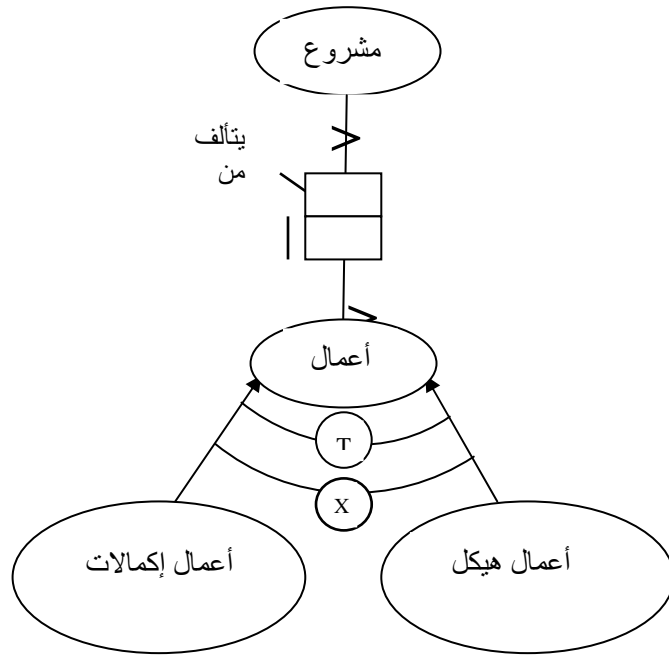 مشروع
يتألف
من
أعمال
T
X
أعمال إكمالات
أعمال هيكل